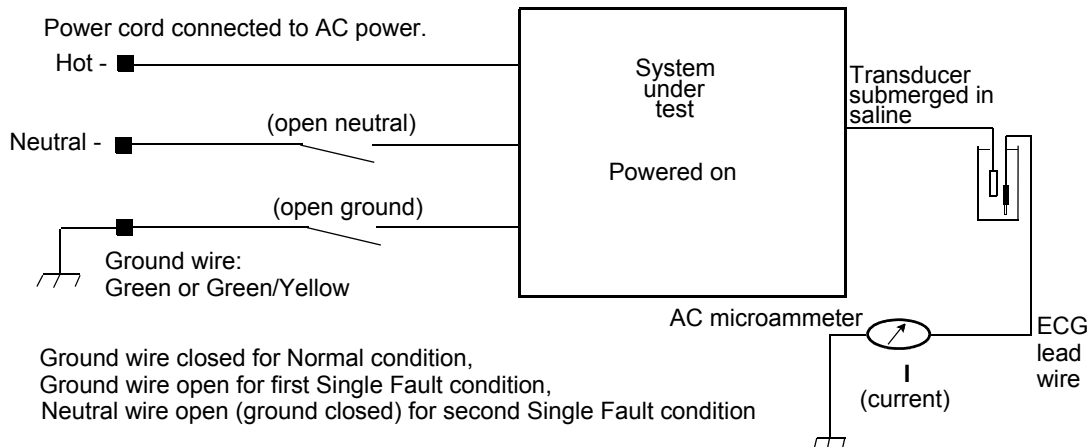 Power cord connected to AC power.
Hot -
System
under
test
Powered on
Transducer
submerged in
saline
(open neutral)
Neutral -
(open ground)
Ground wire:
Green or Green/Yellow
AC microammeter
ECG
lead
wire
I
(current)
Ground wire closed for Normal condition,
Ground wire open for first Single Fault condition,
Neutral wire open (ground closed) for second Single Fault condition